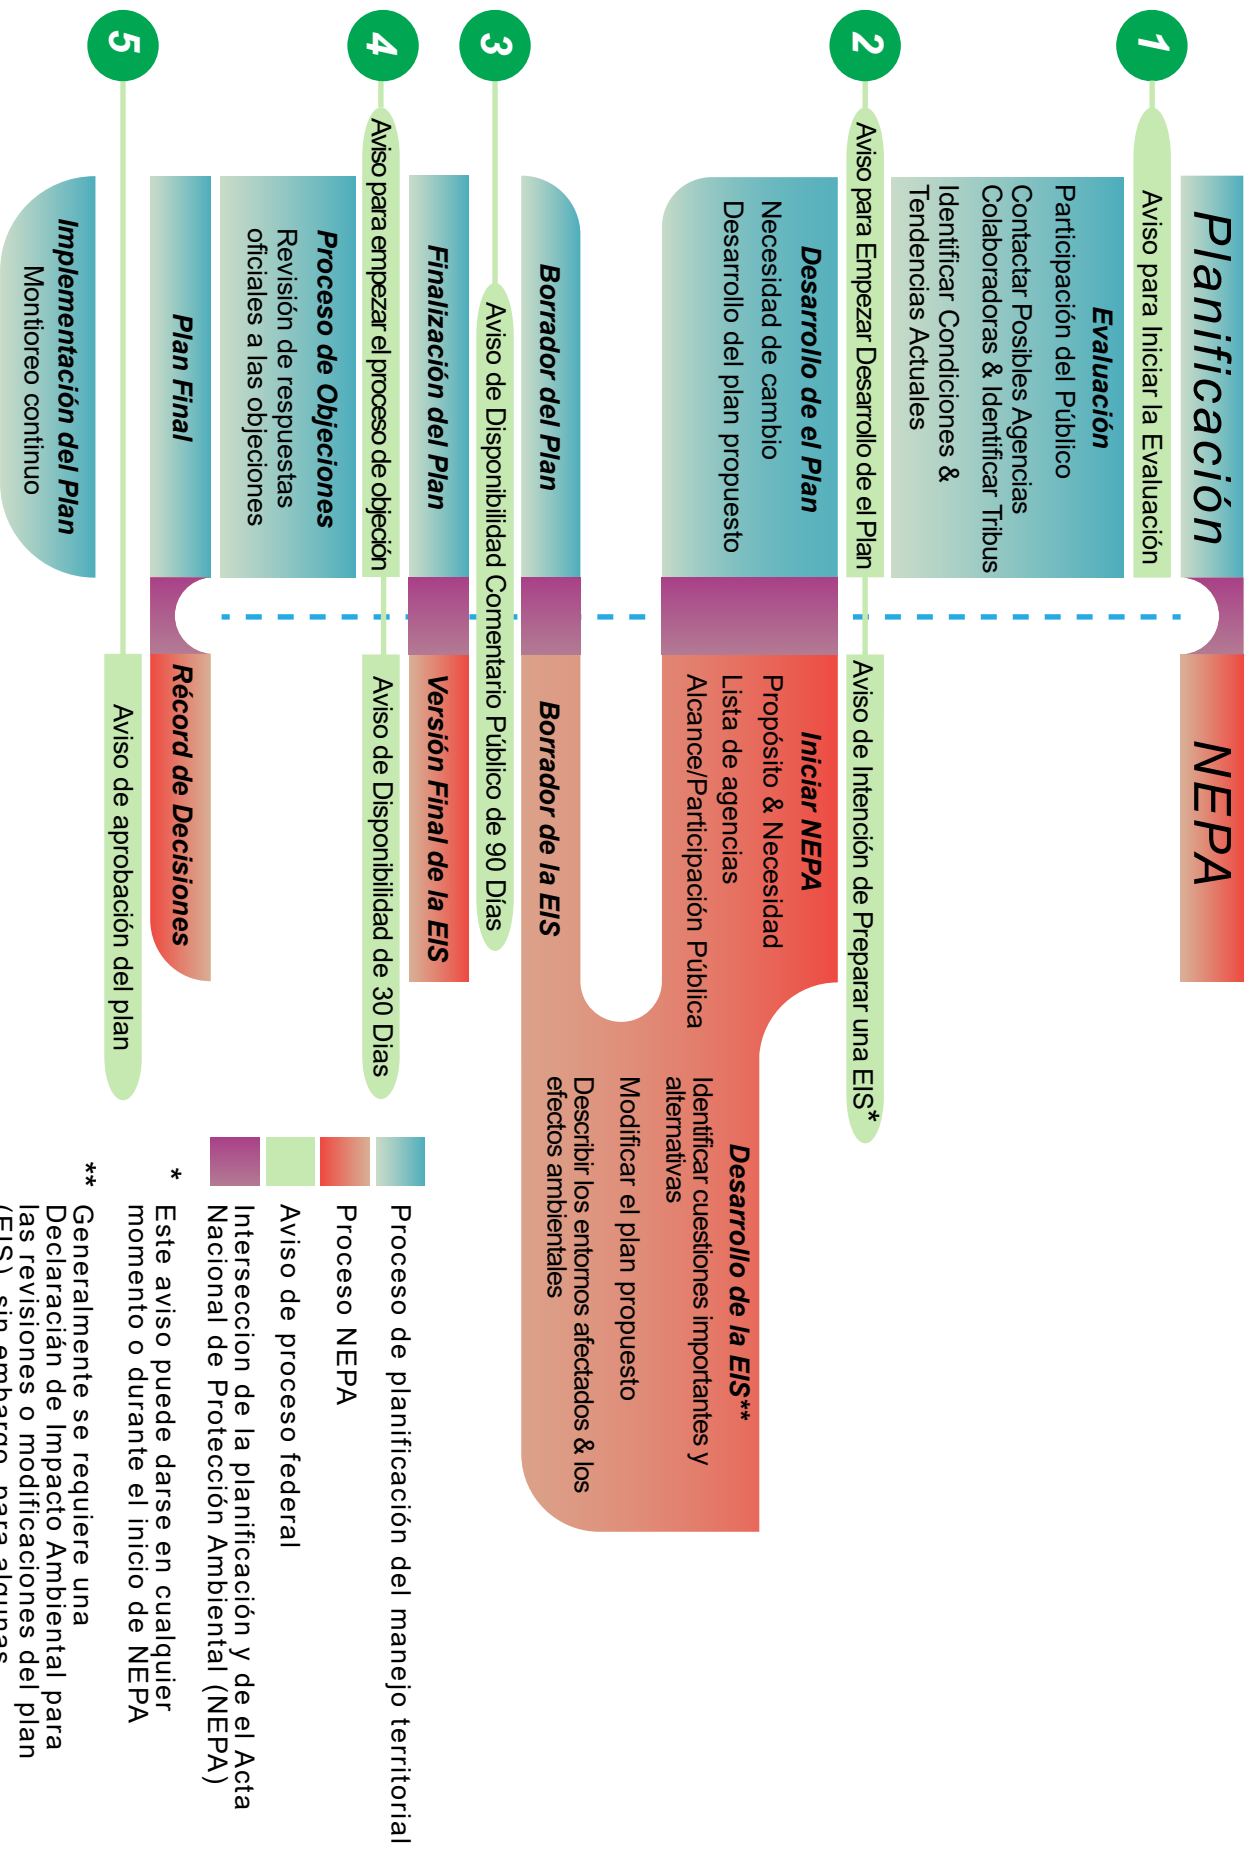 Planificación
NEPA
1
Aviso para Iniciar la Evaluación
Evaluación
Participación del Público
Contactar Posibles Agencias
Colaboradoras & Identificar Tribus
Identificar Condiciones &
Tendencias Actuales
2
Aviso para Empezar Desarrollo de el Plan
Aviso de Intención de Preparar una EIS*
Desarrollo de el Plan
Necesidad de cambio
Desarrollo del plan propuesto
Iniciar NEPA
Propósito & Necesidad
Lista de agencias
Alcance/Participación Pública
Desarrollo de la EIS**
Identificar cuestiones importantes y
alternativas
Modificar el plan propuesto
Describir los entornos afectados & los
efectos ambientales
Borrador del Plan
Borrador de la EIS
3
Aviso de Disponibilidad Comentario Público de 90 Días
Finalización del Plan
Versión Final de la EIS
4
Aviso para empezar el proceso de objeción
Aviso de Disponibilidad de 30 Dias
Proceso de Objeciones
Revisión de respuestas
oficiales a las objeciones
Plan Final
Récord de Decisiones
5
Aviso de aprobación del plan
Implementación del Plan
Montioreo continuo
Proceso de planificación del manejo territorial
Proceso NEPA
Aviso de proceso federal
Interseccion de la planificación y de el Acta
Nacional de Protección Ambiental (NEPA)
* Este aviso puede darse en cualquier
momento o durante el inicio de NEPA
** Generalmente se requiere una
Declaracián de Impacto Ambiental para
las revisiones o modificaciones del plan
(EIS), sin embargo, para algunas